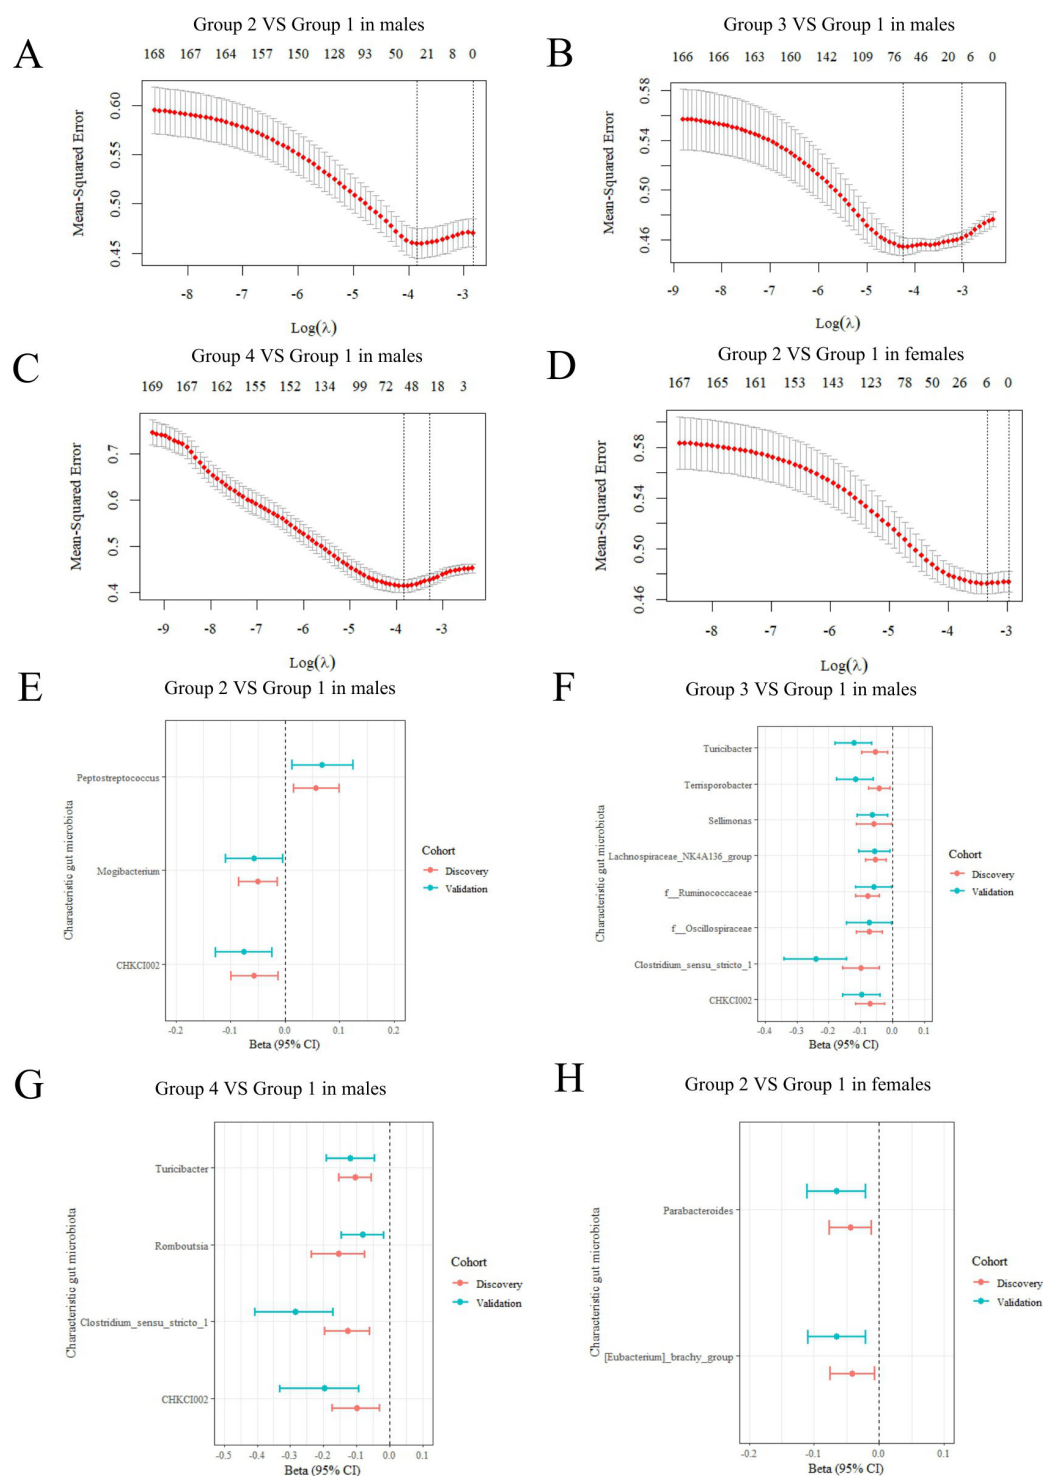 A
Group 2 VS Group 1 in males
168 167 164 157 150 128 93 50 21 8 0
Mean-Squared Error
0.60
0.55
0.50
0.45
-8 -7 -6 -5 -4 -3
Log(λ)
B
Group 3 VS Group 1 in males
166 166 163 160 142 109 76 46 20 6 0
Mean-Squared Error
0.58
0.54
0.50
0.46
-9 -8 -7 -6 -5 -4 -3
Log(λ)
C
Group 4 VS Group 1 in males
169 167 162 155 152 134 99 72 48 18 3
Mean-Squared Error
0.7
0.6
0.5
0.4
-9 -8 -7 -6 -5 -4 -3
Log(λ)
D
Group 2 VS Group 1 in females
167 165 161 153 143 123 78 50 26 6 0
Mean-Squared Error
0.58
0.54
0.50
0.46
-8 -7 -6 -5 -4 -3
Log(λ)
E
Group 2 VS Group 1 in males
Characteristic gut microbiota
Peptostreptococcus
Mogibacterium
CHKCI002
-0.2 -0.1 0.0 0.1 0.2
Beta (95% CI)
Cohort
Discovery
Validation
F
Group 3 VS Group 1 in males
Characteristic gut microbiota
Turicibacter
Terrisporobacter
Sellimonas
Lachnospiraceae_NK4A136_group
f__Ruminococcaceae
f__Oscillospiraceae
Clostridium_sensu_stricto_1
CHKCI002
-0.4 -0.3 -0.2 -0.1 0.0 0.1
Beta (95% CI)
Cohort
Discovery
Validation
G
Group 4 VS Group 1 in males
Characteristic gut microbiota
Turicibacter
Romboutsia
Clostridium_sensu_stricto_1
CHKCI002
-0.5 -0.4 -0.3 -0.2 -0.1 0.0 0.1
Beta (95% CI)
Cohort
Discovery
Validation
H
Group 2 VS Group 1 in females
Characteristic gut microbiota
Parabacteroides
[Eubacterium]_brachy_group
-0.2 -0.1 0.0 0.1
Beta (95% CI)
Cohort
Discovery
Validation